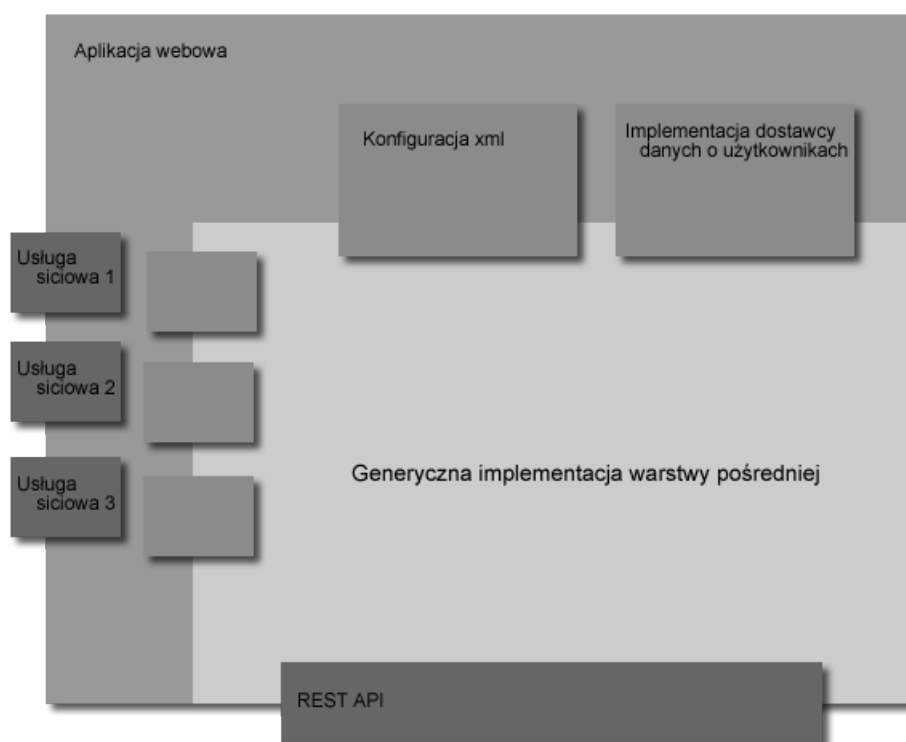 Aplikacja webowa
Konfiguracja xml
Implementacja dostawcy
danych o użytkownikach
Usługa
siciowa 1
Usługa
siciowa 2
Usługa
siciowa 3
Generyczna implementacja warstwy pośredniej
REST API